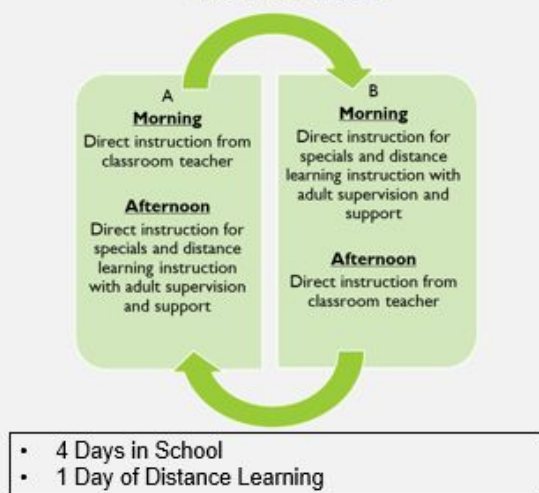 A
Morning
Direct instruction from
classroom teacher
Afternoon
Direct instruction for
specials and distance
learning instruction
with adult supervision
and support
B
Morning
Direct instruction for
specials and distance
learning instruction with
adult supervision and
support
Afternoon
Direct instruction from
classroom teacher
• 4 Days in School
• 1 Day of Distance Learning